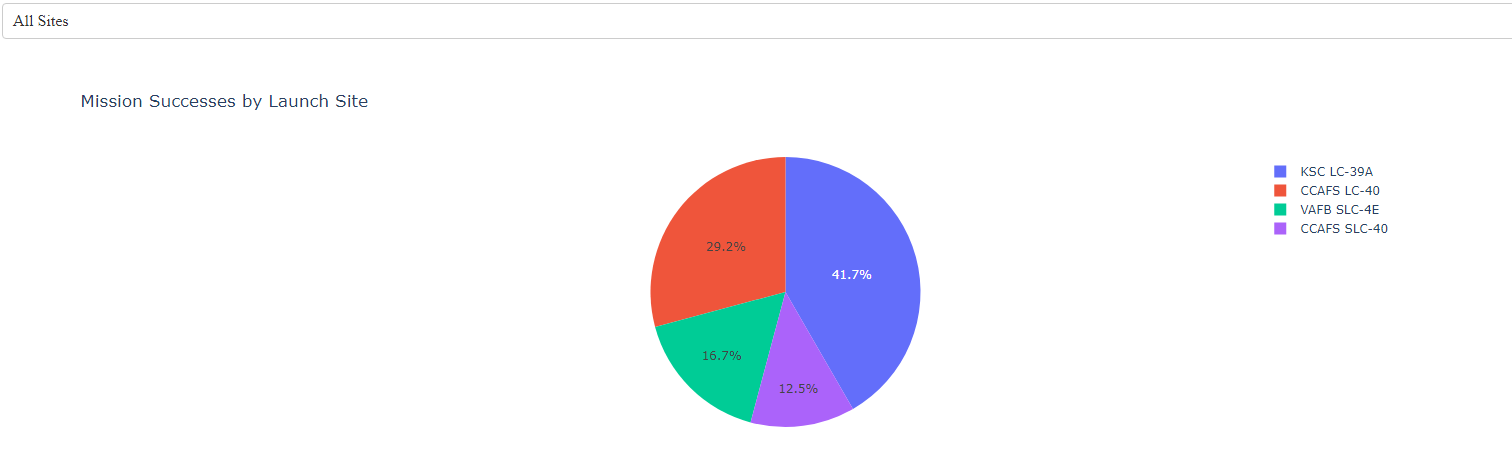 All Sites
Mission Successes by Launch Site
KSC LC-39A
CCAFS LC-40
VAFB SLC-4E
CCAFS SLC-40
29.2%
41.7%
16.7%
12.5%